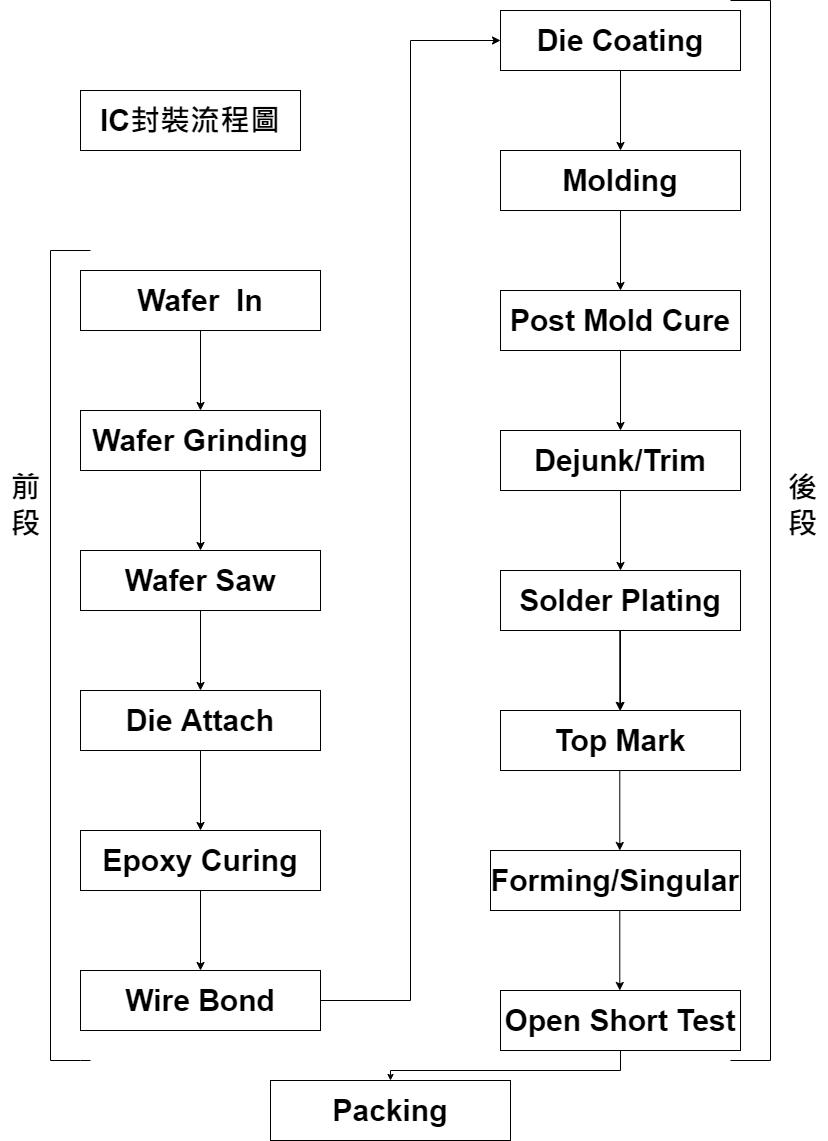 IC封裝流程圖
前
段
Wafer In
Wafer Grinding
Wafer Saw
Die Attach
Epoxy Curing
Wire Bond
Die Coating
Molding
Post Mold Cure
Dejunk/Trim
Solder Plating
Top Mark
Forming/Singular
Open Short Test
後
段
Packing